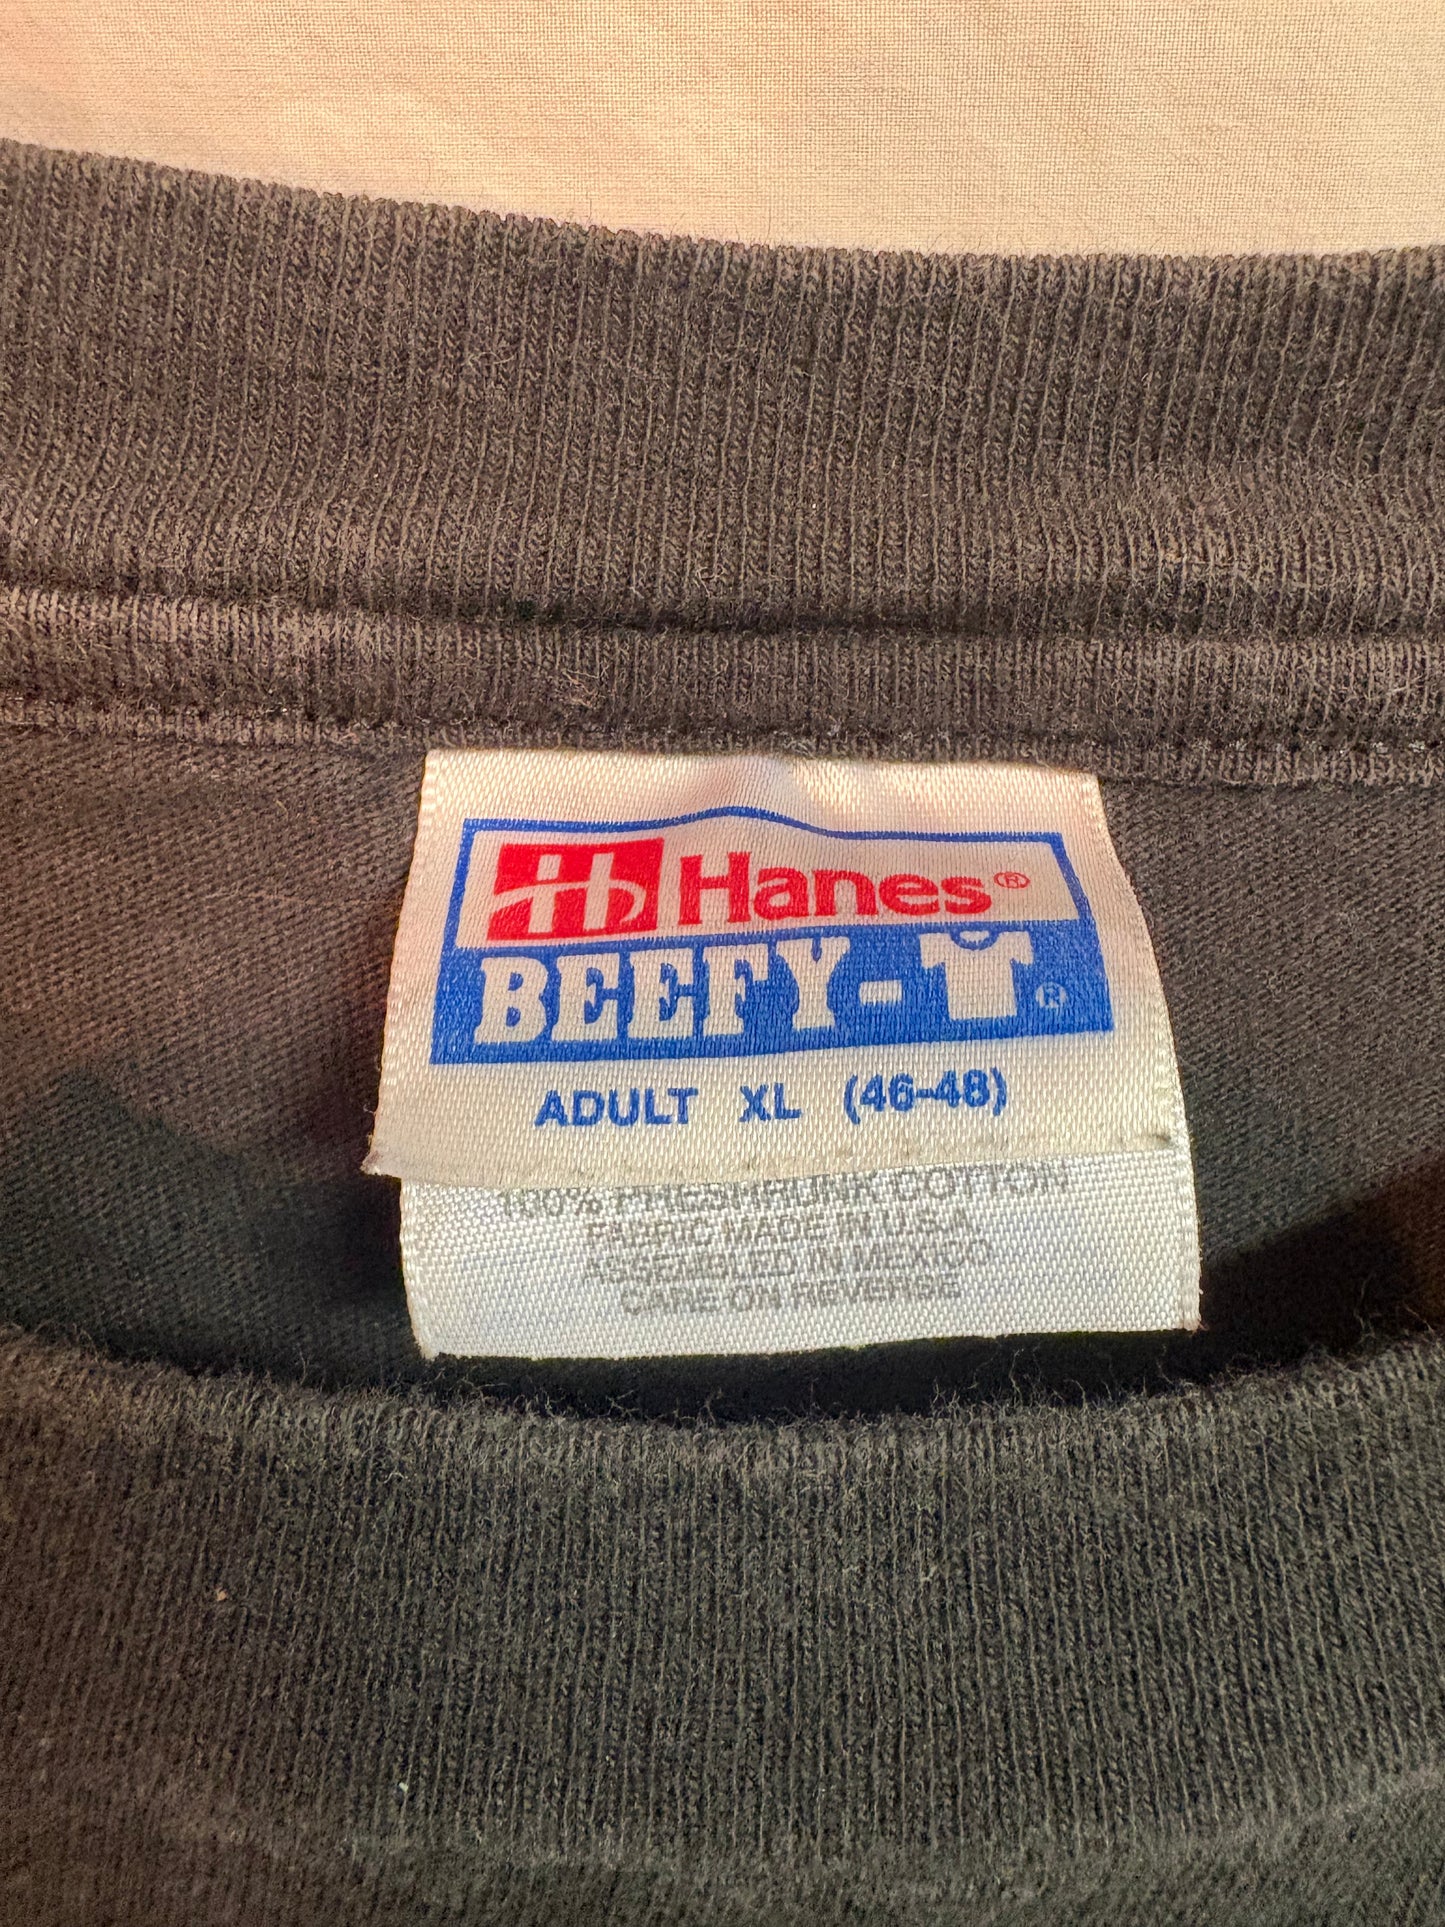 Hanes®
BEEFY-T®
ADULT XL (46-48)
100% PRESHRUNK COTTON
FABRIC MADE IN U.S.A.
ASSEMBLED IN MEXICO
CARE ON REVERSE